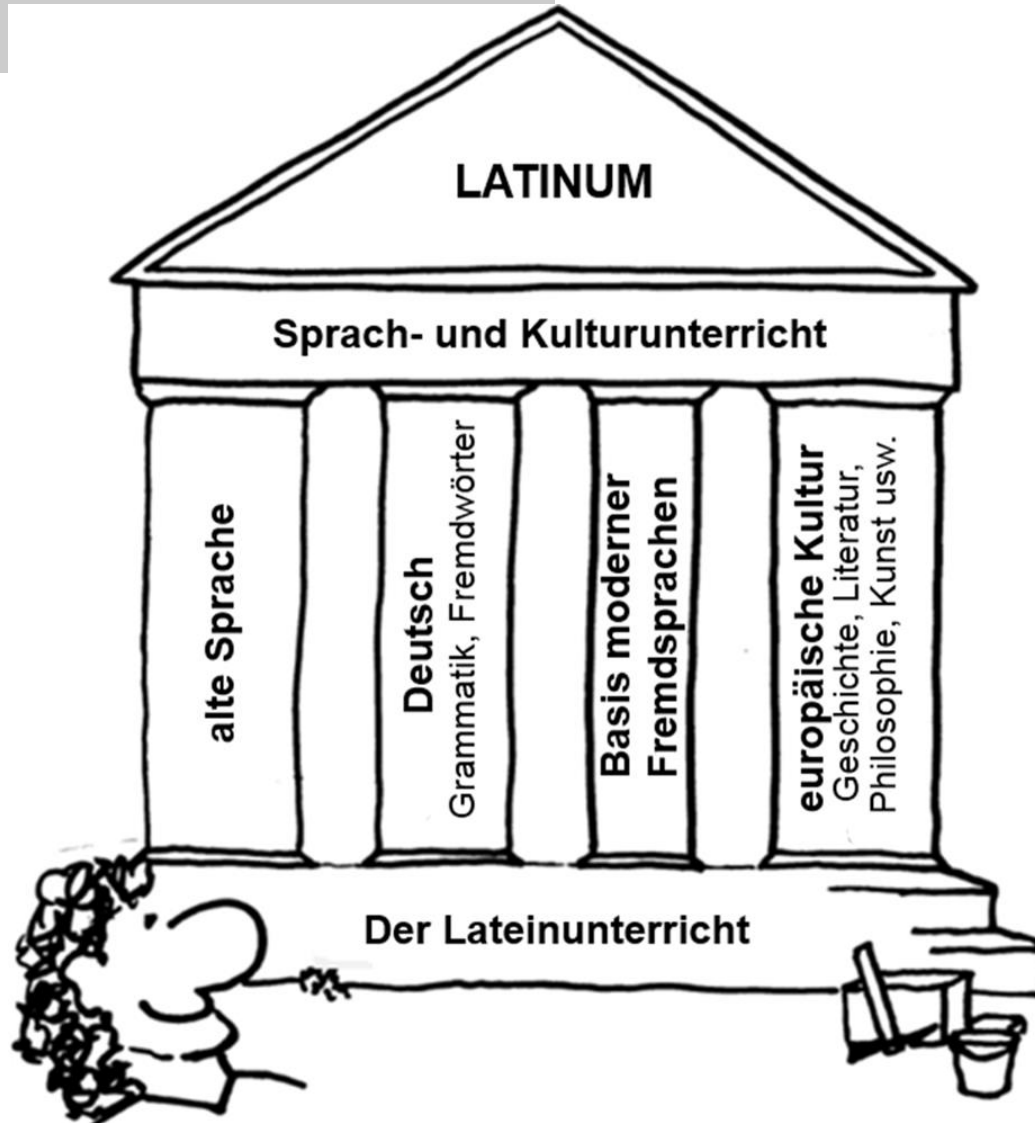 LATINUM
Sprach- und Kulturunterricht
alte Sprache
Deutsch
Grammatik, Fremdwörter
Basis moderner
Fremdsprachen
europäische Kultur
Geschichte, Literatur,
Philosophie, Kunst usw.
Der Lateinunterricht